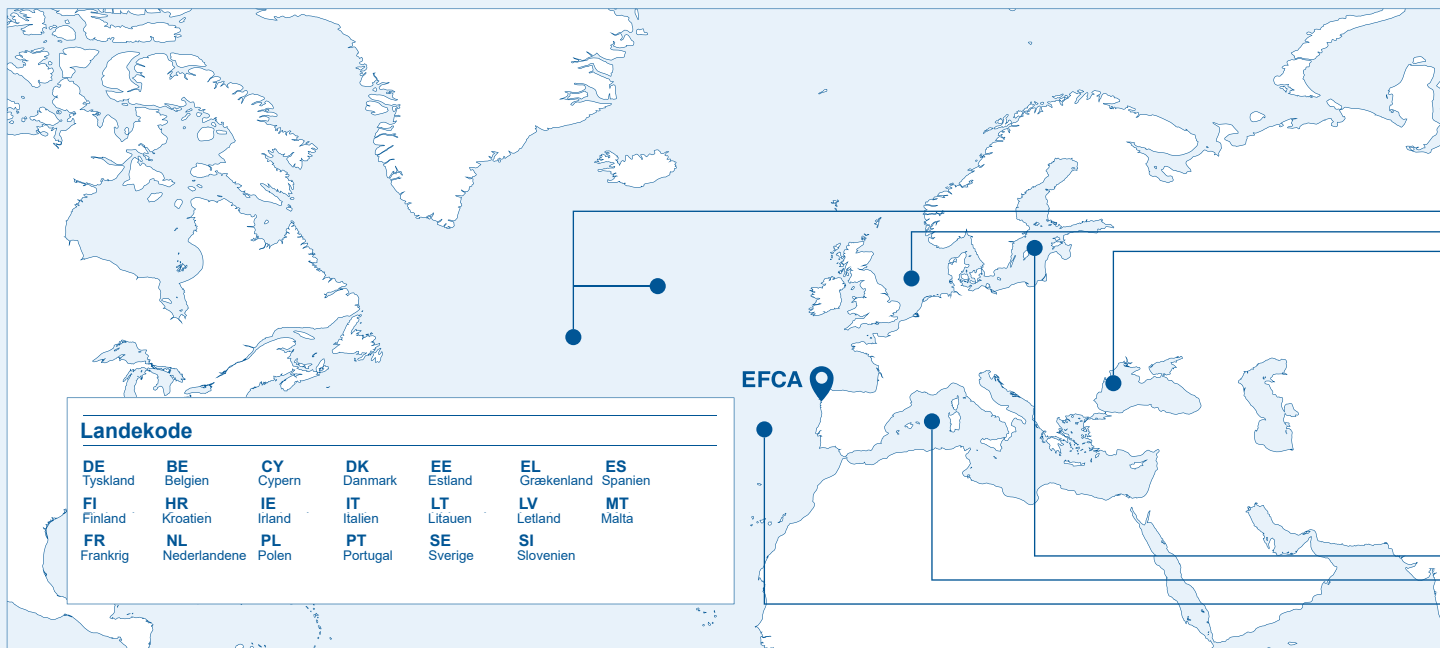 EFCA
Landekode
DE BE CY DK EE EL ES
Tyskland Belgien Cypern Danmark Estland Grækenland Spanien
FI HR IE IT LT LV MT
Finland Kroatien Irland Italien Litauen Letland Malta
FR NL PL PT SE SI
Frankrig Nederlandene Polen Portugal Sverige Slovenien